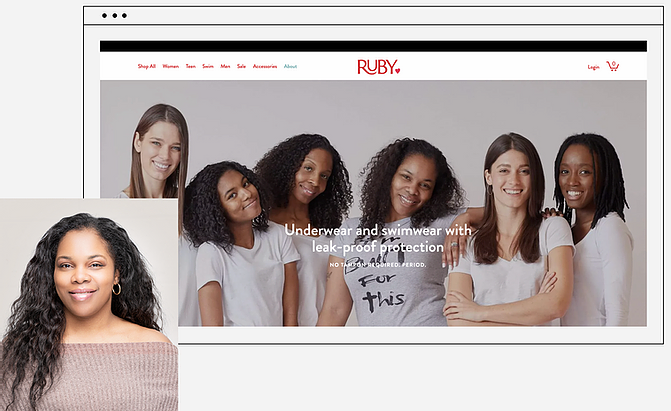 Shop All Women Teen Swim Men Sale Accessories About
RUBY
Login
0
Underwear and swimwear with
leak-proof protection
NO TAMPON REQUIRED. PERIOD.
For
this